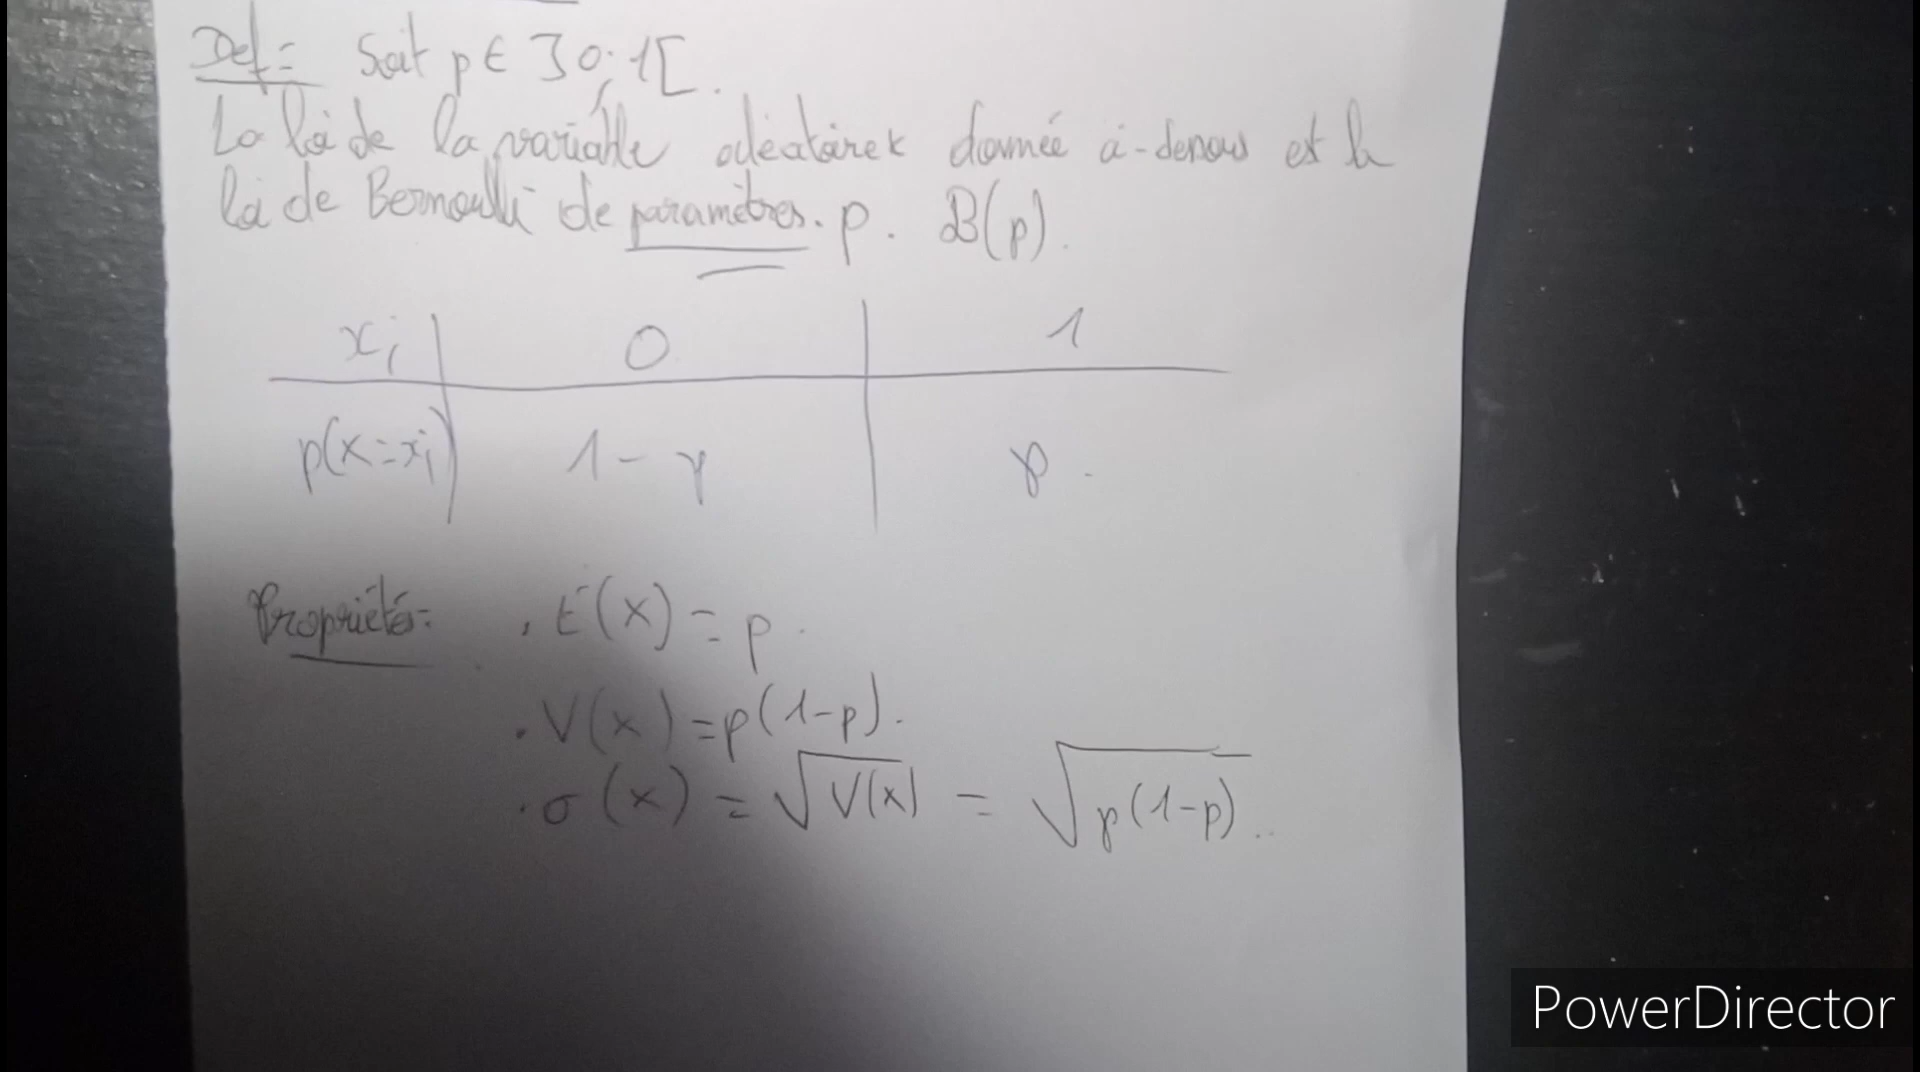 Def= Soit p ∈ ]0;1[.
La loi de la variable aléatoire x donnée ci-dessous est la
loi de Bernoulli de paramètres. p. B(p).
xi 0 1
p(x=xi) 1-p p.
Propriétés= . E(x) = p.
. V(x) = p(1-p).
. σ(x) = √V(x) = √p(1-p)..
PowerDirector